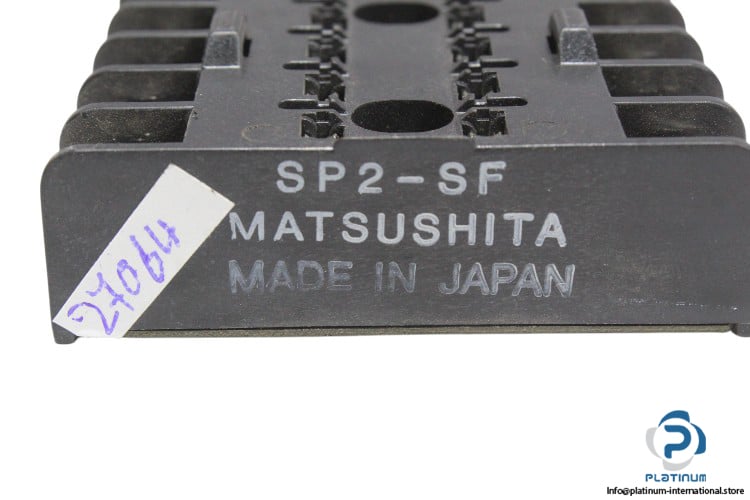 SP2-SF
MATSUSHITA
MADE IN JAPAN
27064
PLATINUM
Info@platinum-international.store